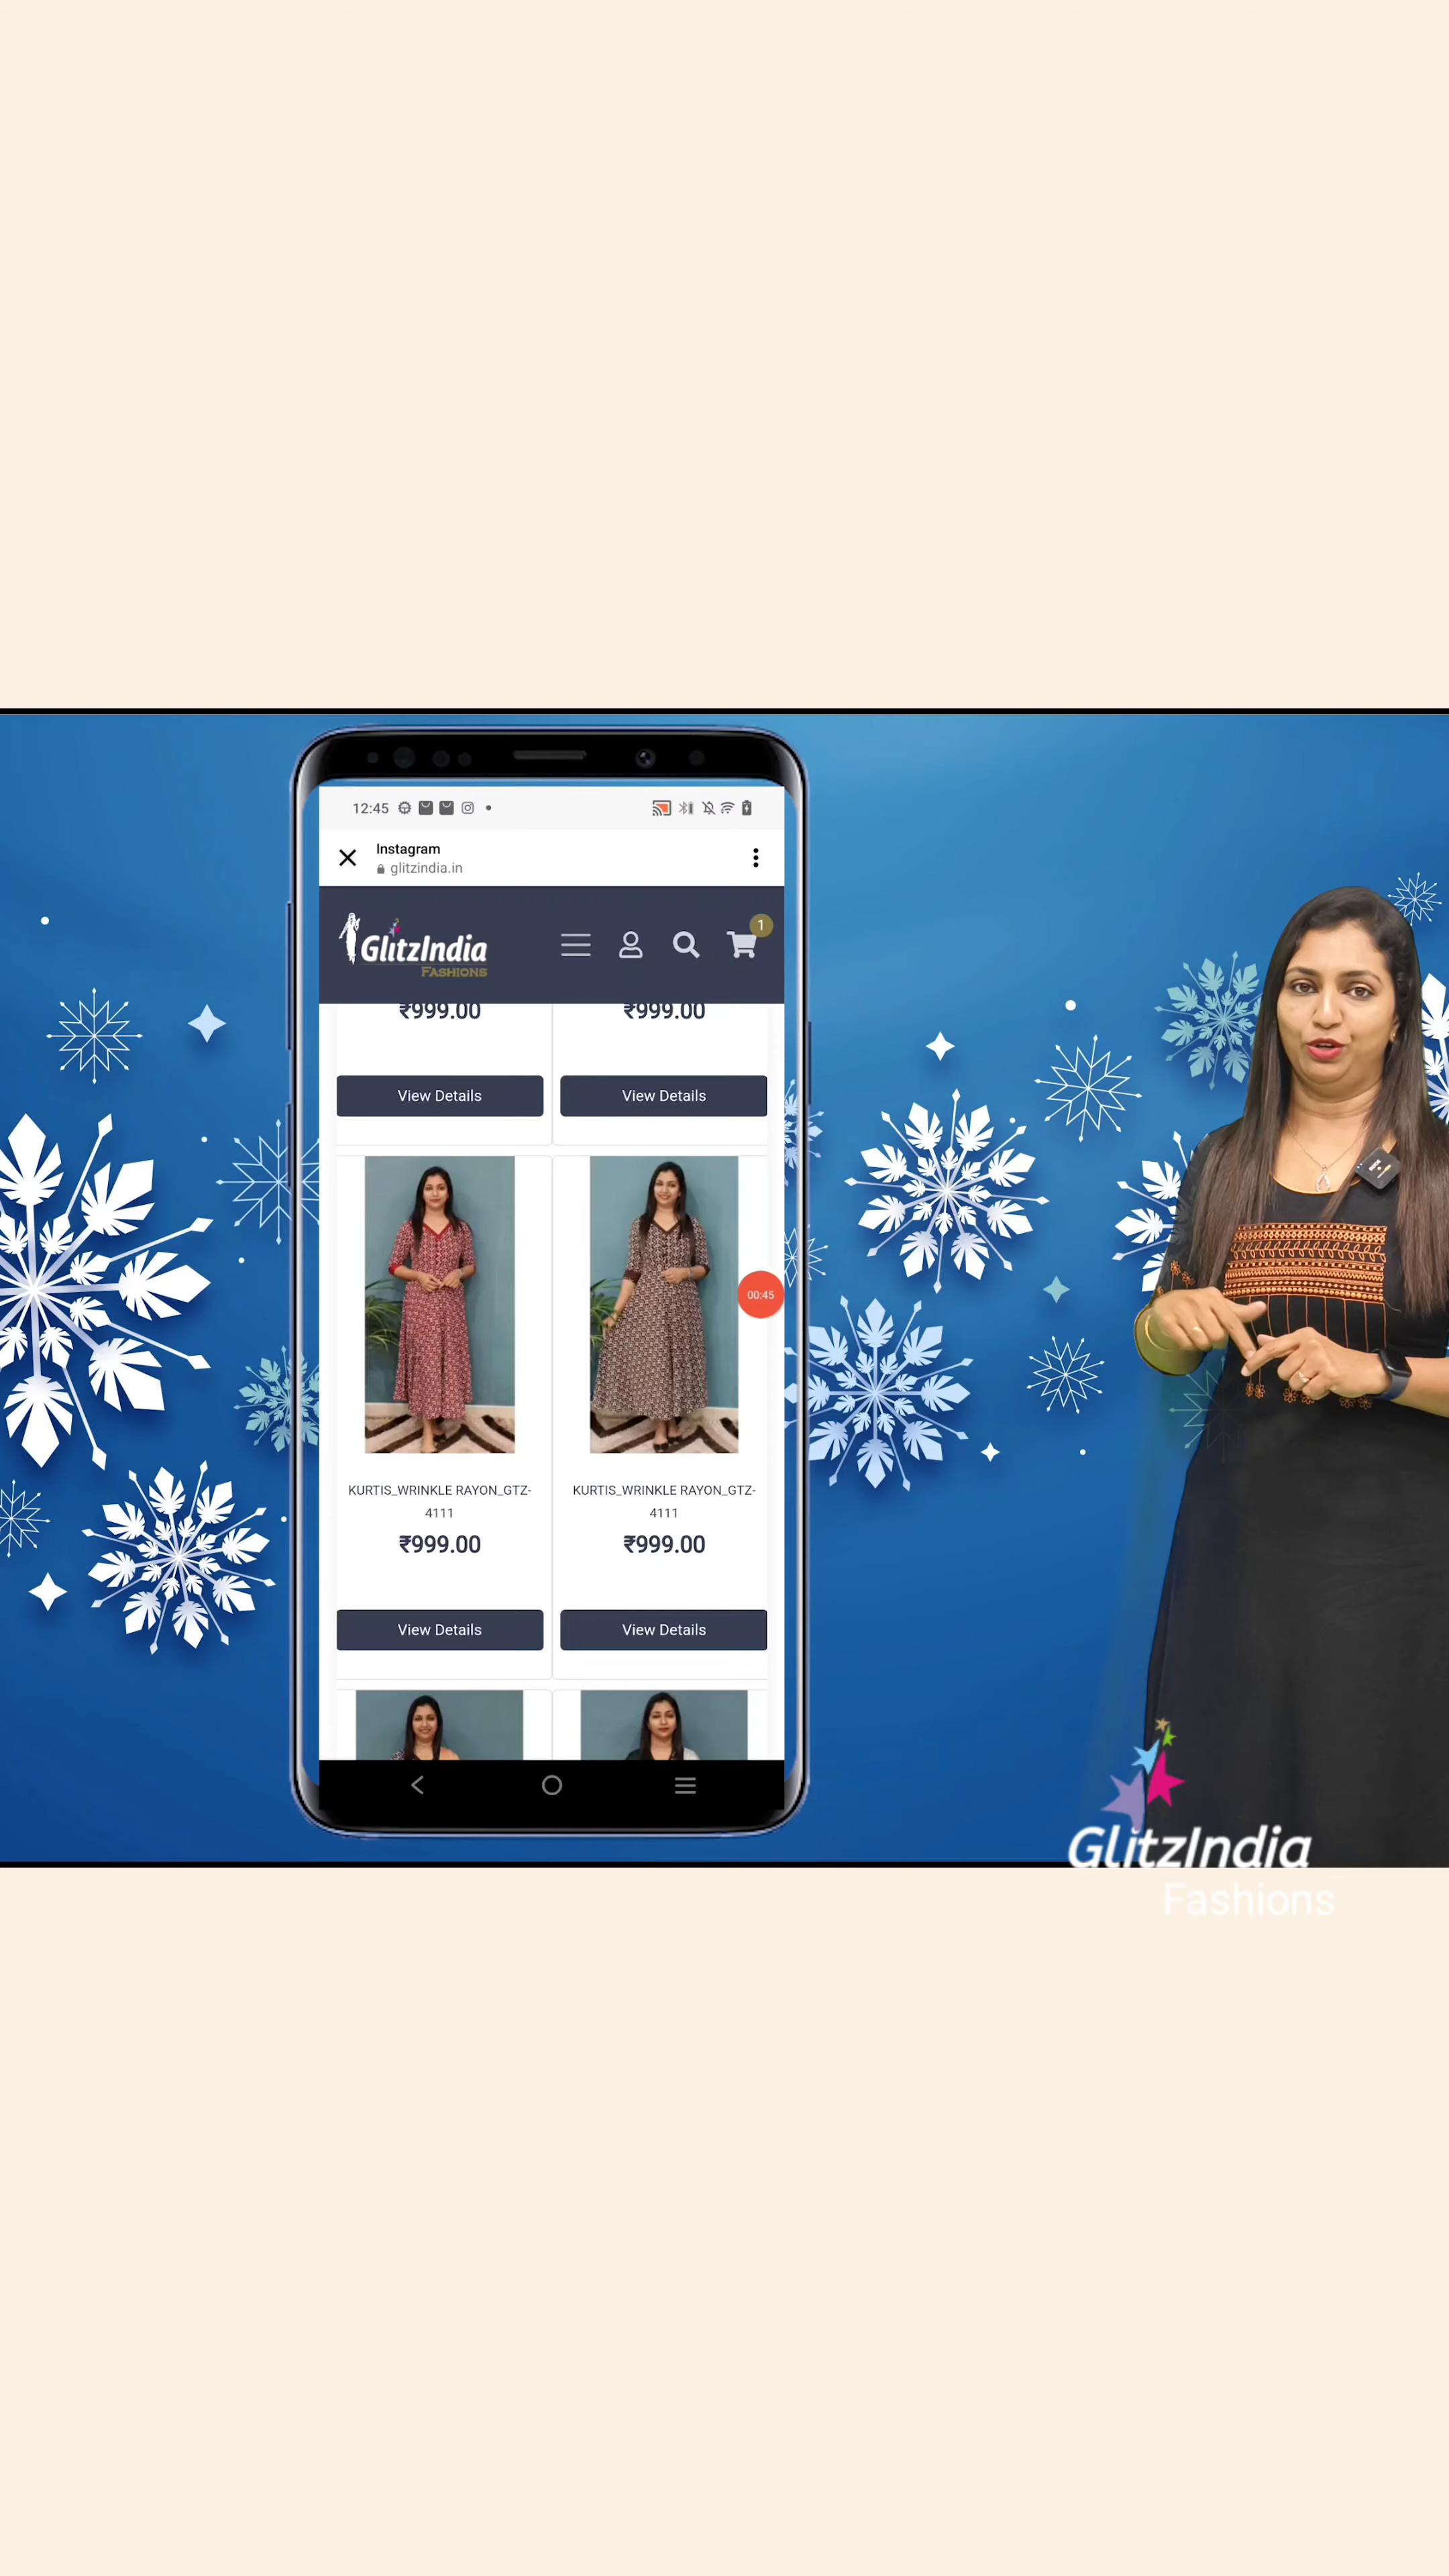 12:45
Instagram
glitzindia.in
GlitzIndia
FASHIONS
1
₹999.00 ₹999.00
View Details View Details
00:45
KURTIS_WRINKLE RAYON_GTZ- KURTIS_WRINKLE RAYON_GTZ-
4111 4111
₹999.00 ₹999.00
View Details View Details
GlitzIndia
Fashions